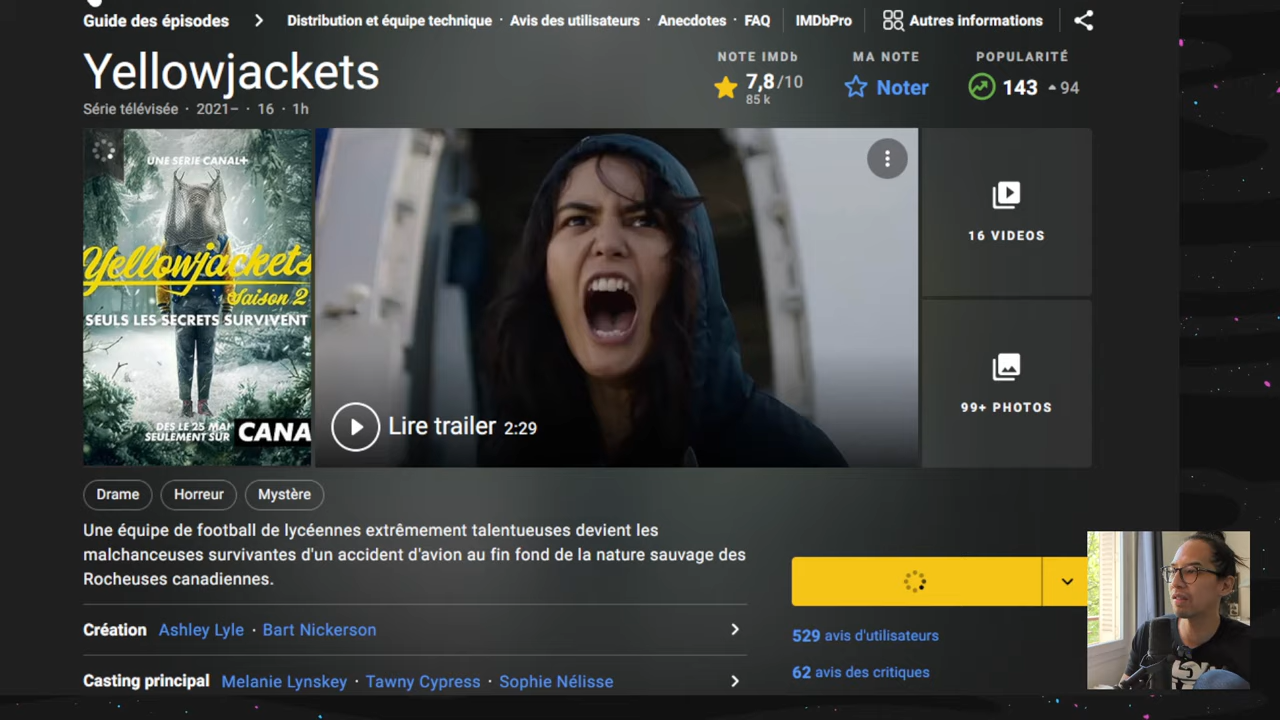 Guide des épisodes
Distribution et équipe technique · Avis des utilisateurs · Anecdotes · FAQ
IMDbPro
Autres informations
Yellowjackets
Série télévisée · 2021– · 16 · 1h
NOTE IMDb
7,8/10
85 k
MA NOTE
Noter
POPULARITÉ
143
94
UNE SÉRIE CANAL+
Yellowjackets
Saison 2
SEULS LES SECRETS SURVIVENT
DÈS LE 25 MAR
SEULEMENT SUR
CANA
Lire trailer 2:29
16 VIDEOS
99+ PHOTOS
Drame
Horreur
Mystère
Une équipe de football de lycéennes extrêmement talentueuses devient les
malchanceuses survivantes d'un accident d'avion au fin fond de la nature sauvage des
Rocheuses canadiennes.
Création Ashley Lyle · Bart Nickerson
Casting principal Melanie Lynskey · Tawny Cypress · Sophie Nélisse
529 avis d'utilisateurs
62 avis des critiques